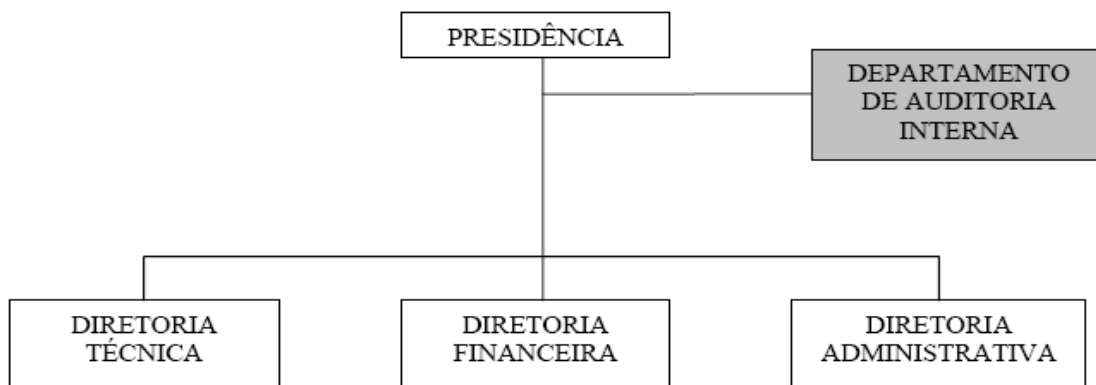 PRESIDÊNCIA
DEPARTAMENTO
DE AUDITORIA
INTERNA
DIRETORIA
TÉCNICA
DIRETORIA
FINANCEIRA
DIRETORIA
ADMINISTRATIVA